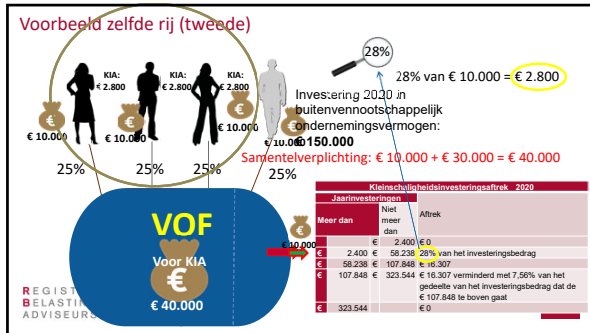 Voorbeeld zelfde rij (tweede)
28%
28% van € 10.000 = € 2.800
KIA:
€ 2.800
KIA:
€ 2.800
KIA:
€ 2.800
Investering 2020 in
buitenvennootschappelijk
ondernemingsvermogen:
€ 150.000
€ 10.000
€ 10.000
€ 10.000
€ 10.000
Samentelverplichting: € 10.000 + € 30.000 = € 40.000
25%
25%
25%
25%
VOF
Voor KIA
€
€ 40.000
€ 10.000
Kleinschaligheidsinvesteringsaftrek 2020
Jaarinvesteringen
Meer dan
Niet meer dan
Aftrek
€ 2.400 € 0
€ 2.400 € 58.238 28% van het investeringsbedrag
€ 58.238 € 107.848 € 16.307
€ 107.848 € 323.544 € 16.307 verminderd met 7,56% van het
gedeelte van het investeringsbedrag dat de
€ 107.848 te boven gaat
€ 323.544 € 0
REGIST
BELASTIN
ADVISEURS